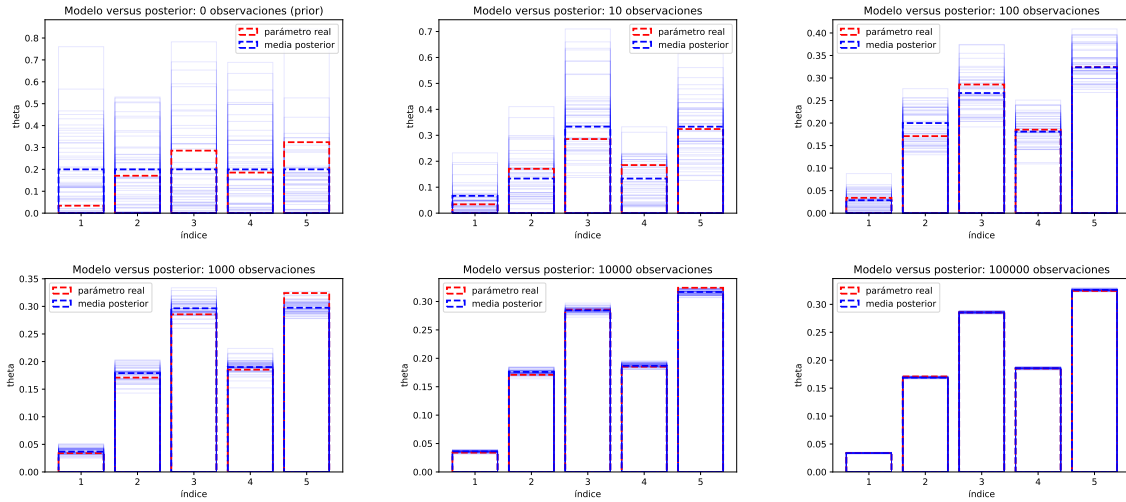 Modelo versus posterior: 0 observaciones (prior)
theta
0.8
0.7
0.6
0.5
0.4
0.3
0.2
0.1
0.0
parámetro real
media posterior
1 2 3 4 5
índice
Modelo versus posterior: 10 observaciones
theta
0.7
0.6
0.5
0.4
0.3
0.2
0.1
0.0
parámetro real
media posterior
1 2 3 4 5
índice
Modelo versus posterior: 100 observaciones
theta
0.40
0.35
0.30
0.25
0.20
0.15
0.10
0.05
0.00
parámetro real
media posterior
1 2 3 4 5
índice
Modelo versus posterior: 1000 observaciones
theta
0.35
0.30
0.25
0.20
0.15
0.10
0.05
0.00
parámetro real
media posterior
1 2 3 4 5
índice
Modelo versus posterior: 10000 observaciones
theta
0.30
0.25
0.20
0.15
0.10
0.05
0.00
parámetro real
media posterior
1 2 3 4 5
índice
Modelo versus posterior: 100000 observaciones
theta
0.30
0.25
0.20
0.15
0.10
0.05
0.00
parámetro real
media posterior
1 2 3 4 5
índice